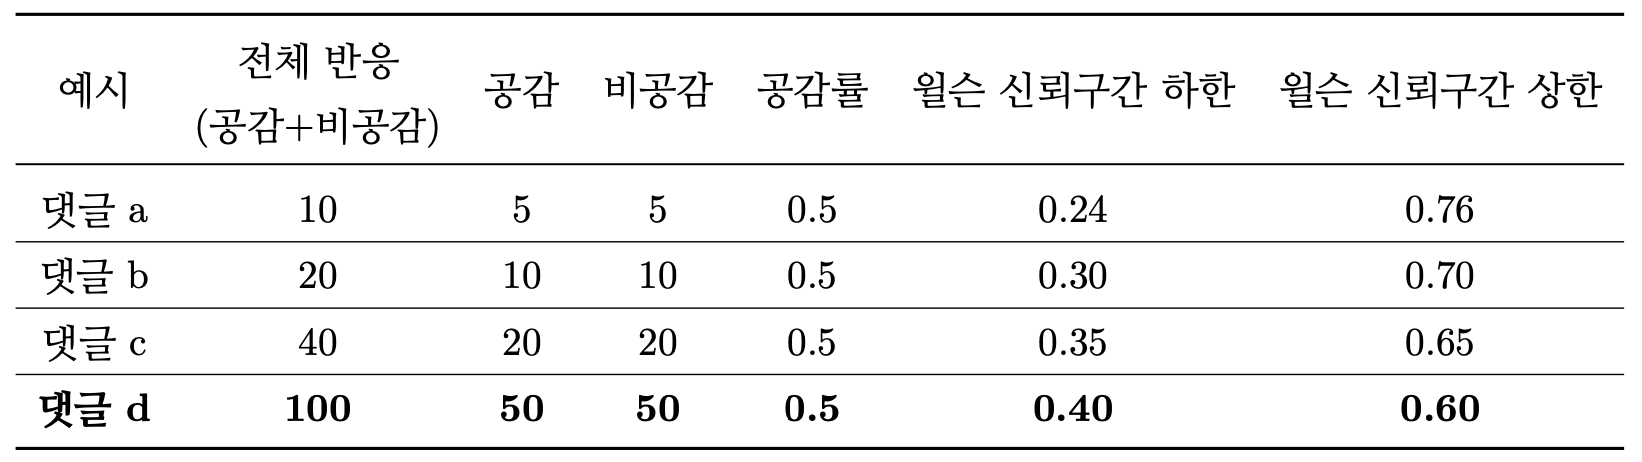 예시 전체 반응 (공감+비공감) 공감 비공감 공감률 윌슨 신뢰구간 하한 윌슨 신뢰구간 상한
댓글 a 10 5 5 0.5 0.24 0.76
댓글 b 20 10 10 0.5 0.30 0.70
댓글 c 40 20 20 0.5 0.35 0.65
댓글 d 100 50 50 0.5 0.40 0.60